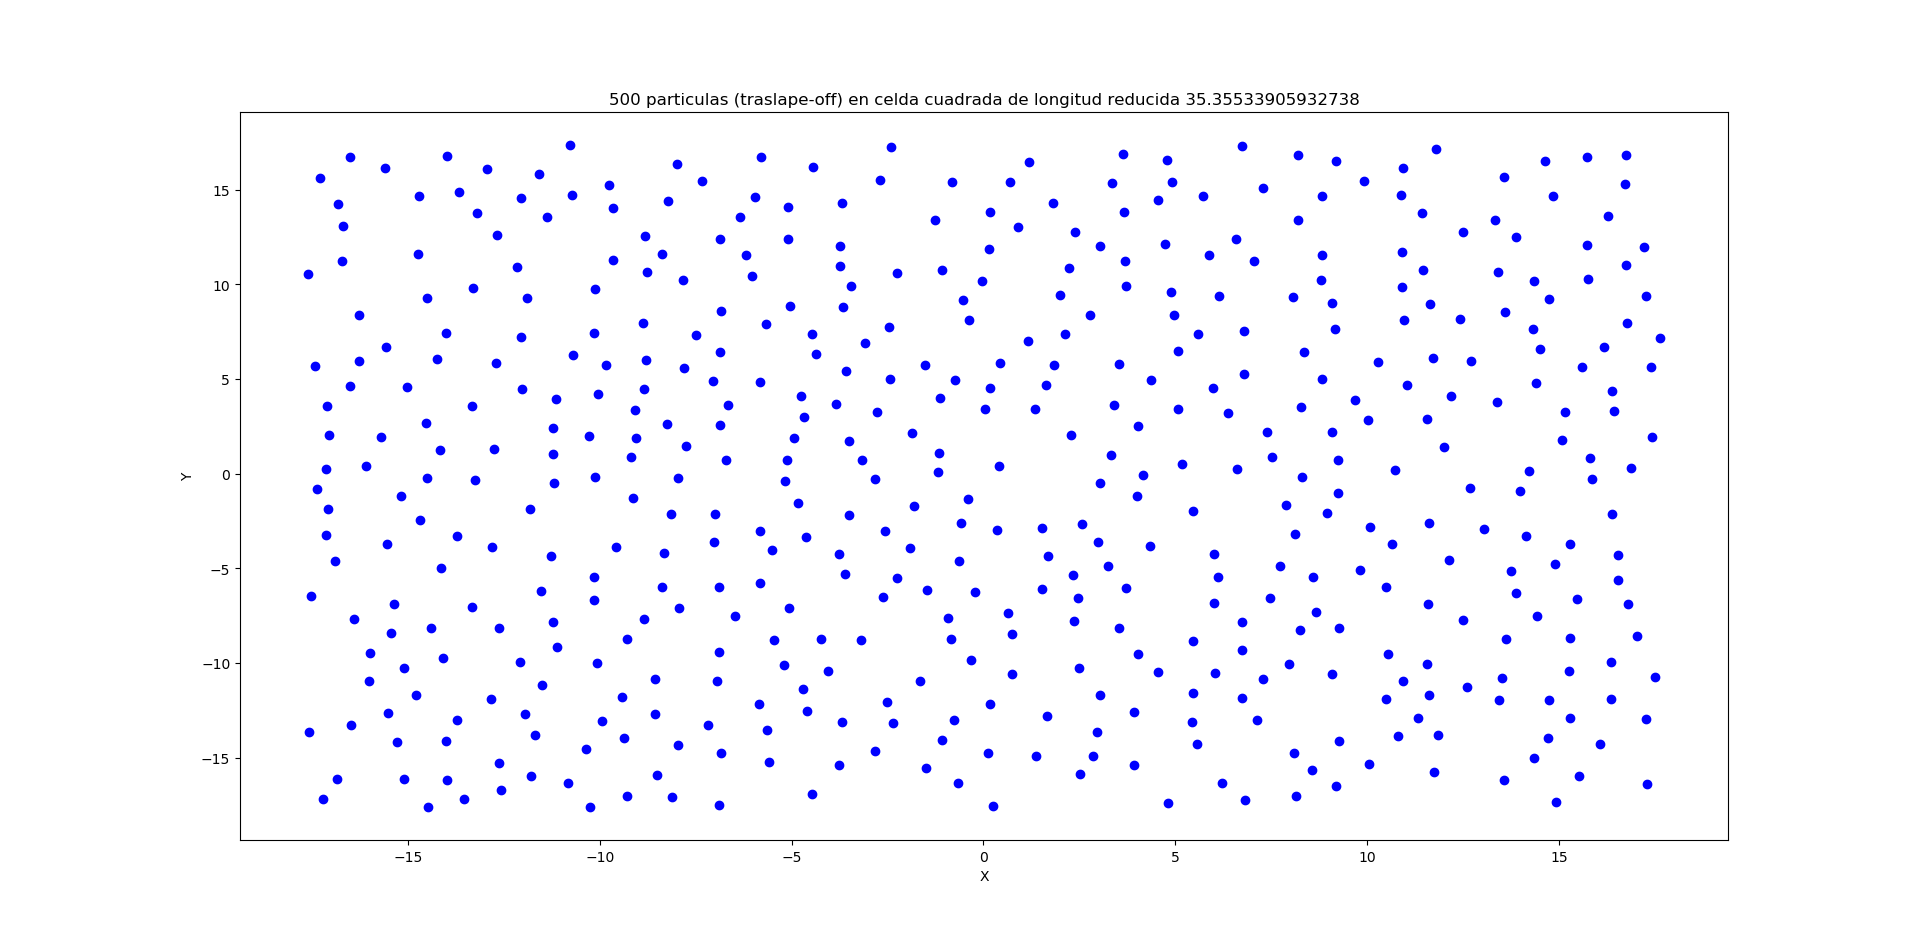 500 particulas (traslape-off) en celda cuadrada de longitud reducida 35.35533905932738
15
10
5
0
−5
−10
−15
Y
−15 −10 −5 0 5 10 15
X